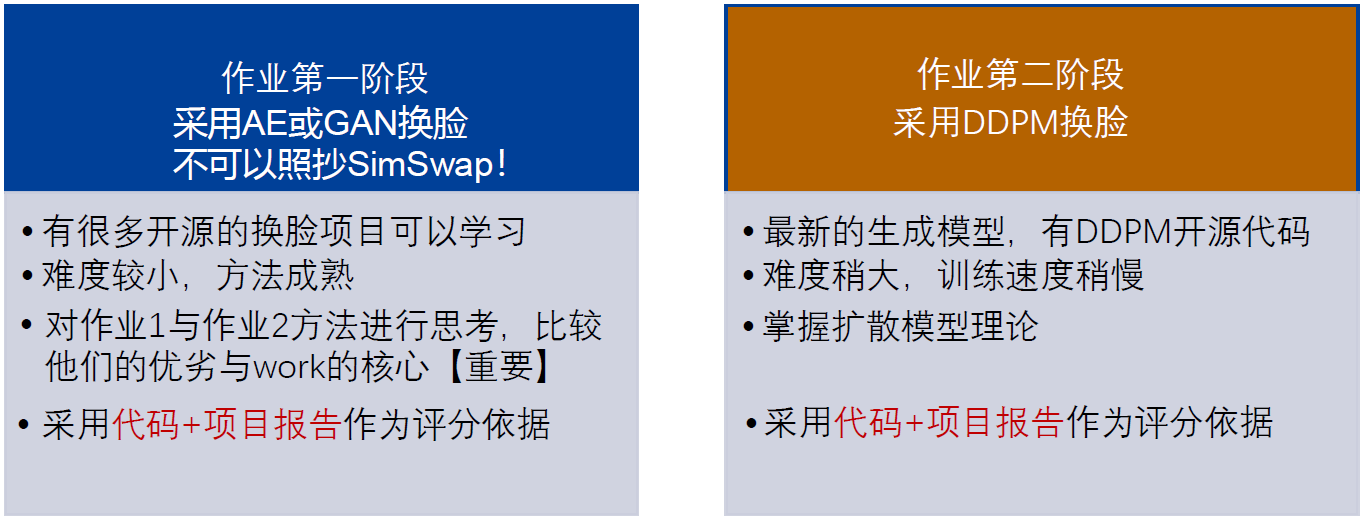 作业第一阶段
采用AE或GAN换脸
不可以照抄SimSwap！
• 有很多开源的换脸项目可以学习
• 难度较小，方法成熟
• 对作业1与作业2方法进行思考，比较
他们的优劣与work的核心【重要】
• 采用代码+项目报告作为评分依据
作业第二阶段
采用DDPM换脸
• 最新的生成模型，有DDPM开源代码
• 难度稍大，训练速度稍慢
• 掌握扩散模型理论
• 采用代码+项目报告作为评分依据